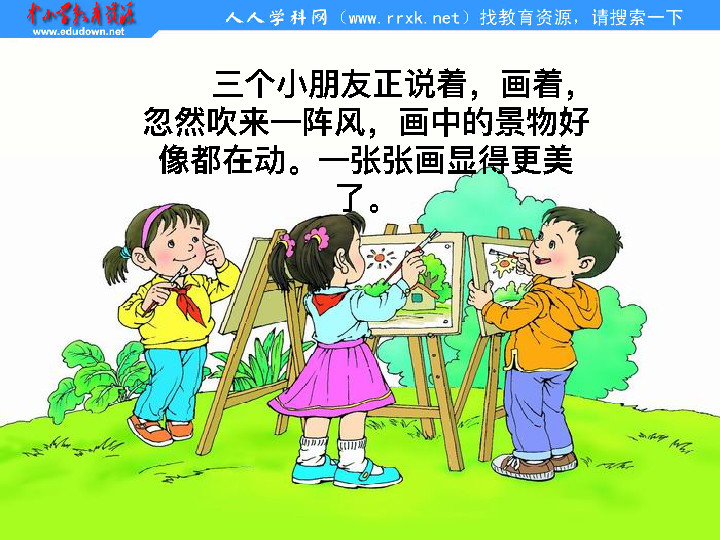 中小学教育资源
www.edudown.net
人人学科网（www.rrxk.net）找教育资源，请搜索一下
三个小朋友正说着，画着，
忽然吹来一阵风，画中的景物好
像都在动。一张张画显得更美
了。